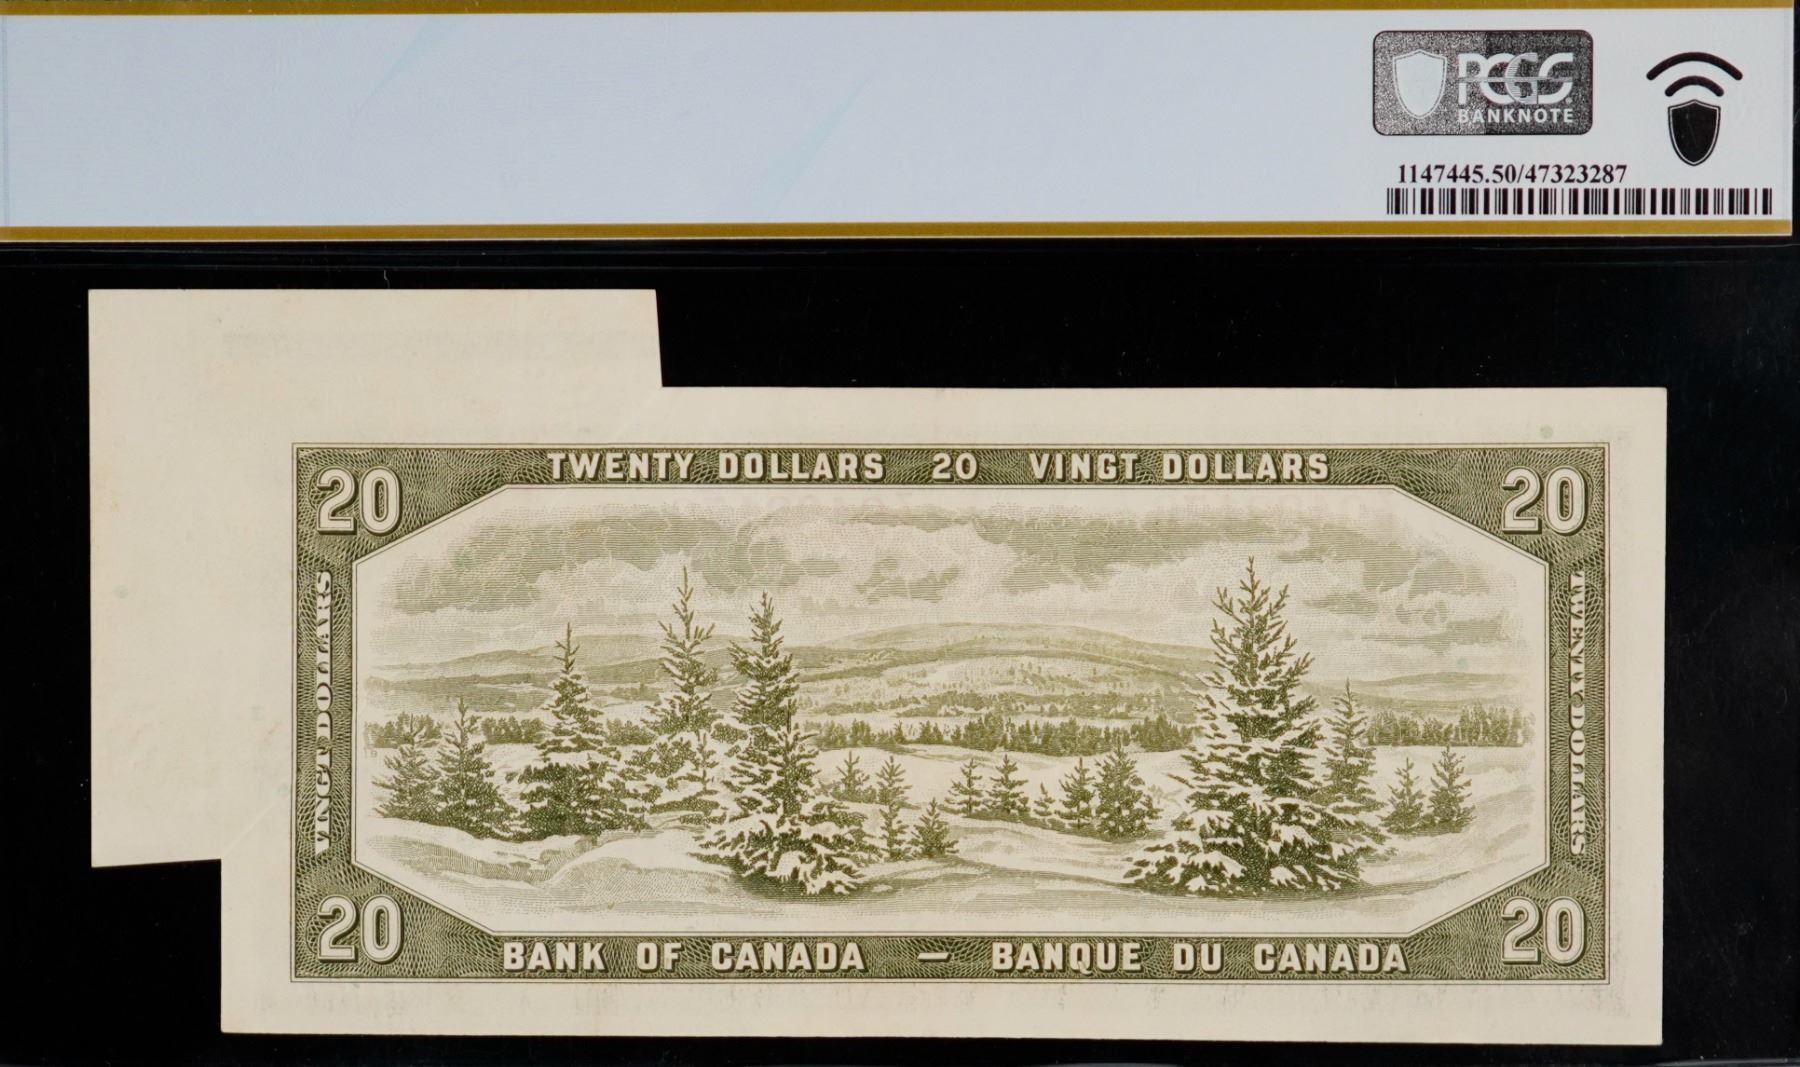 PCGS
BANKNOTE
1147445.50/47323287
TWENTY DOLLARS 20 VINGT DOLLARS
20
20
VINGT DOLLARS
TWENTY DOLLARS
20
20
BANK OF CANADA — BANQUE DU CANADA